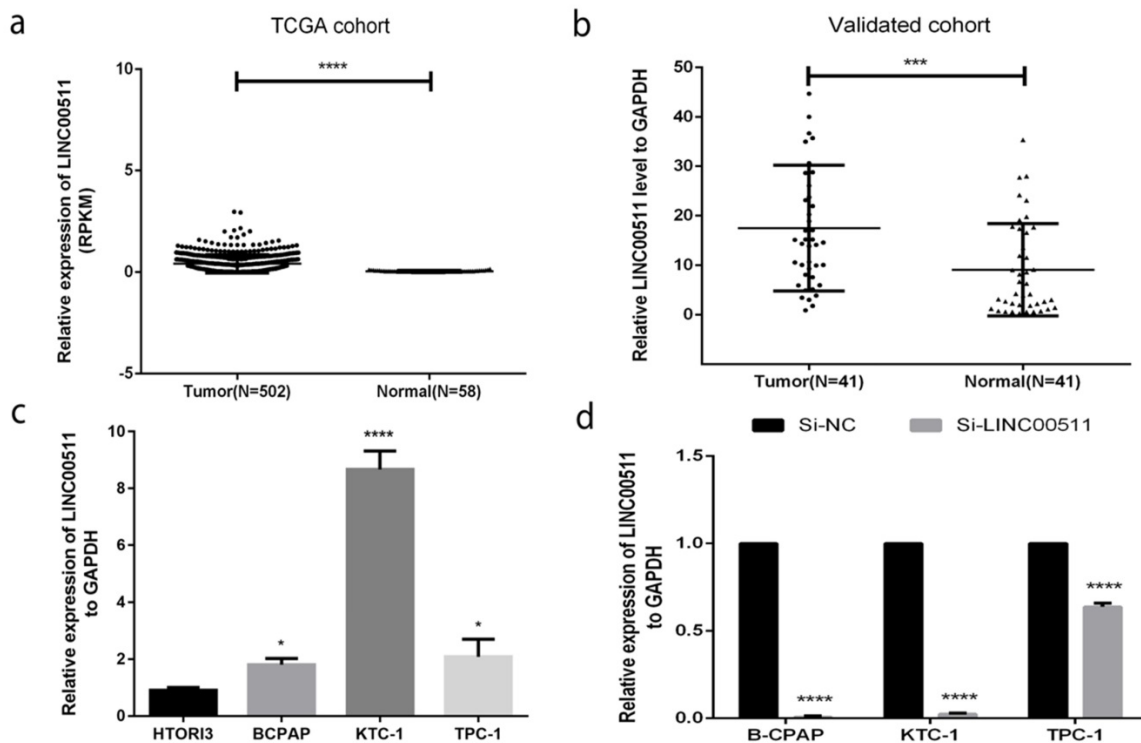 a
TCGA cohort
****
Relative expression of LINC00511
(RPKM)
10
5
0
-5
Tumor(N=502)
Normal(N=58)
b
Validated cohort
***
Relative LINC00511 level to GAPDH
50
40
30
20
10
0
Tumor(N=41)
Normal(N=41)
c
Relative expression of LINC00511
to GAPDH
10
8
6
4
2
0
*
****
*
HTORI3
BCPAP
KTC-1
TPC-1
d
Si-NC
Si-LINC00511
Relative expression of LINC00511
to GAPDH
1.5
1.0
0.5
0.0
****
****
****
B-CPAP
KTC-1
TPC-1